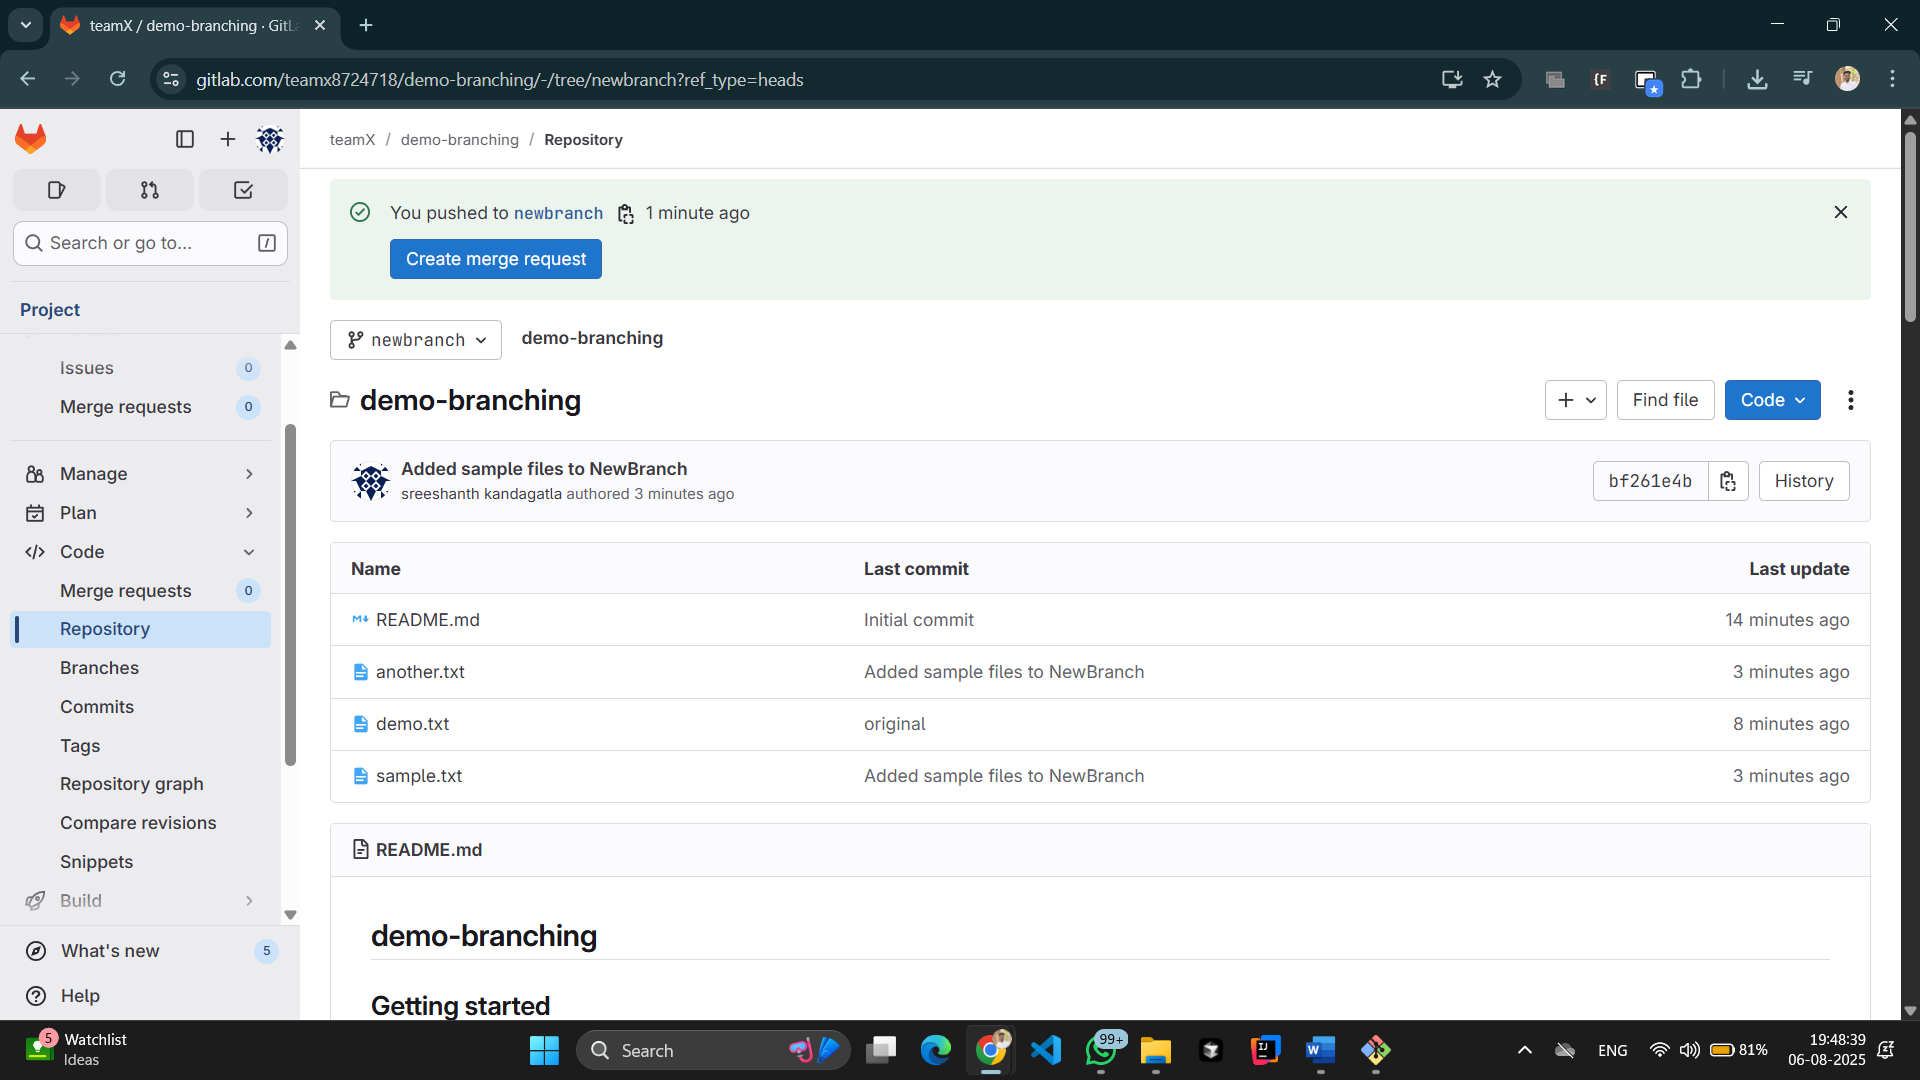 teamX / demo-branching · GitL
gitlab.com/teamx8724718/demo-branching/-/tree/newbranch?ref_type=heads
teamX / demo-branching / Repository
Search or go to... /
Project
Issues 0
Merge requests 0
Manage
Plan
Code
Merge requests 0
Repository
Branches
Commits
Tags
Repository graph
Compare revisions
Snippets
Build
What's new 5
Help
You pushed to newbranch 1 minute ago
Create merge request
newbranch demo-branching
demo-branching
Find file
Code
Added sample files to NewBranch
sreeshanth kandagatla authored 3 minutes ago
bf261e4b
History
Name Last commit Last update
README.md Initial commit 14 minutes ago
another.txt Added sample files to NewBranch 3 minutes ago
demo.txt original 8 minutes ago
sample.txt Added sample files to NewBranch 3 minutes ago
README.md
demo-branching
Getting started
5 Watchlist
Ideas
Search
99+
ENG
81%
19:48:39
06-08-2025